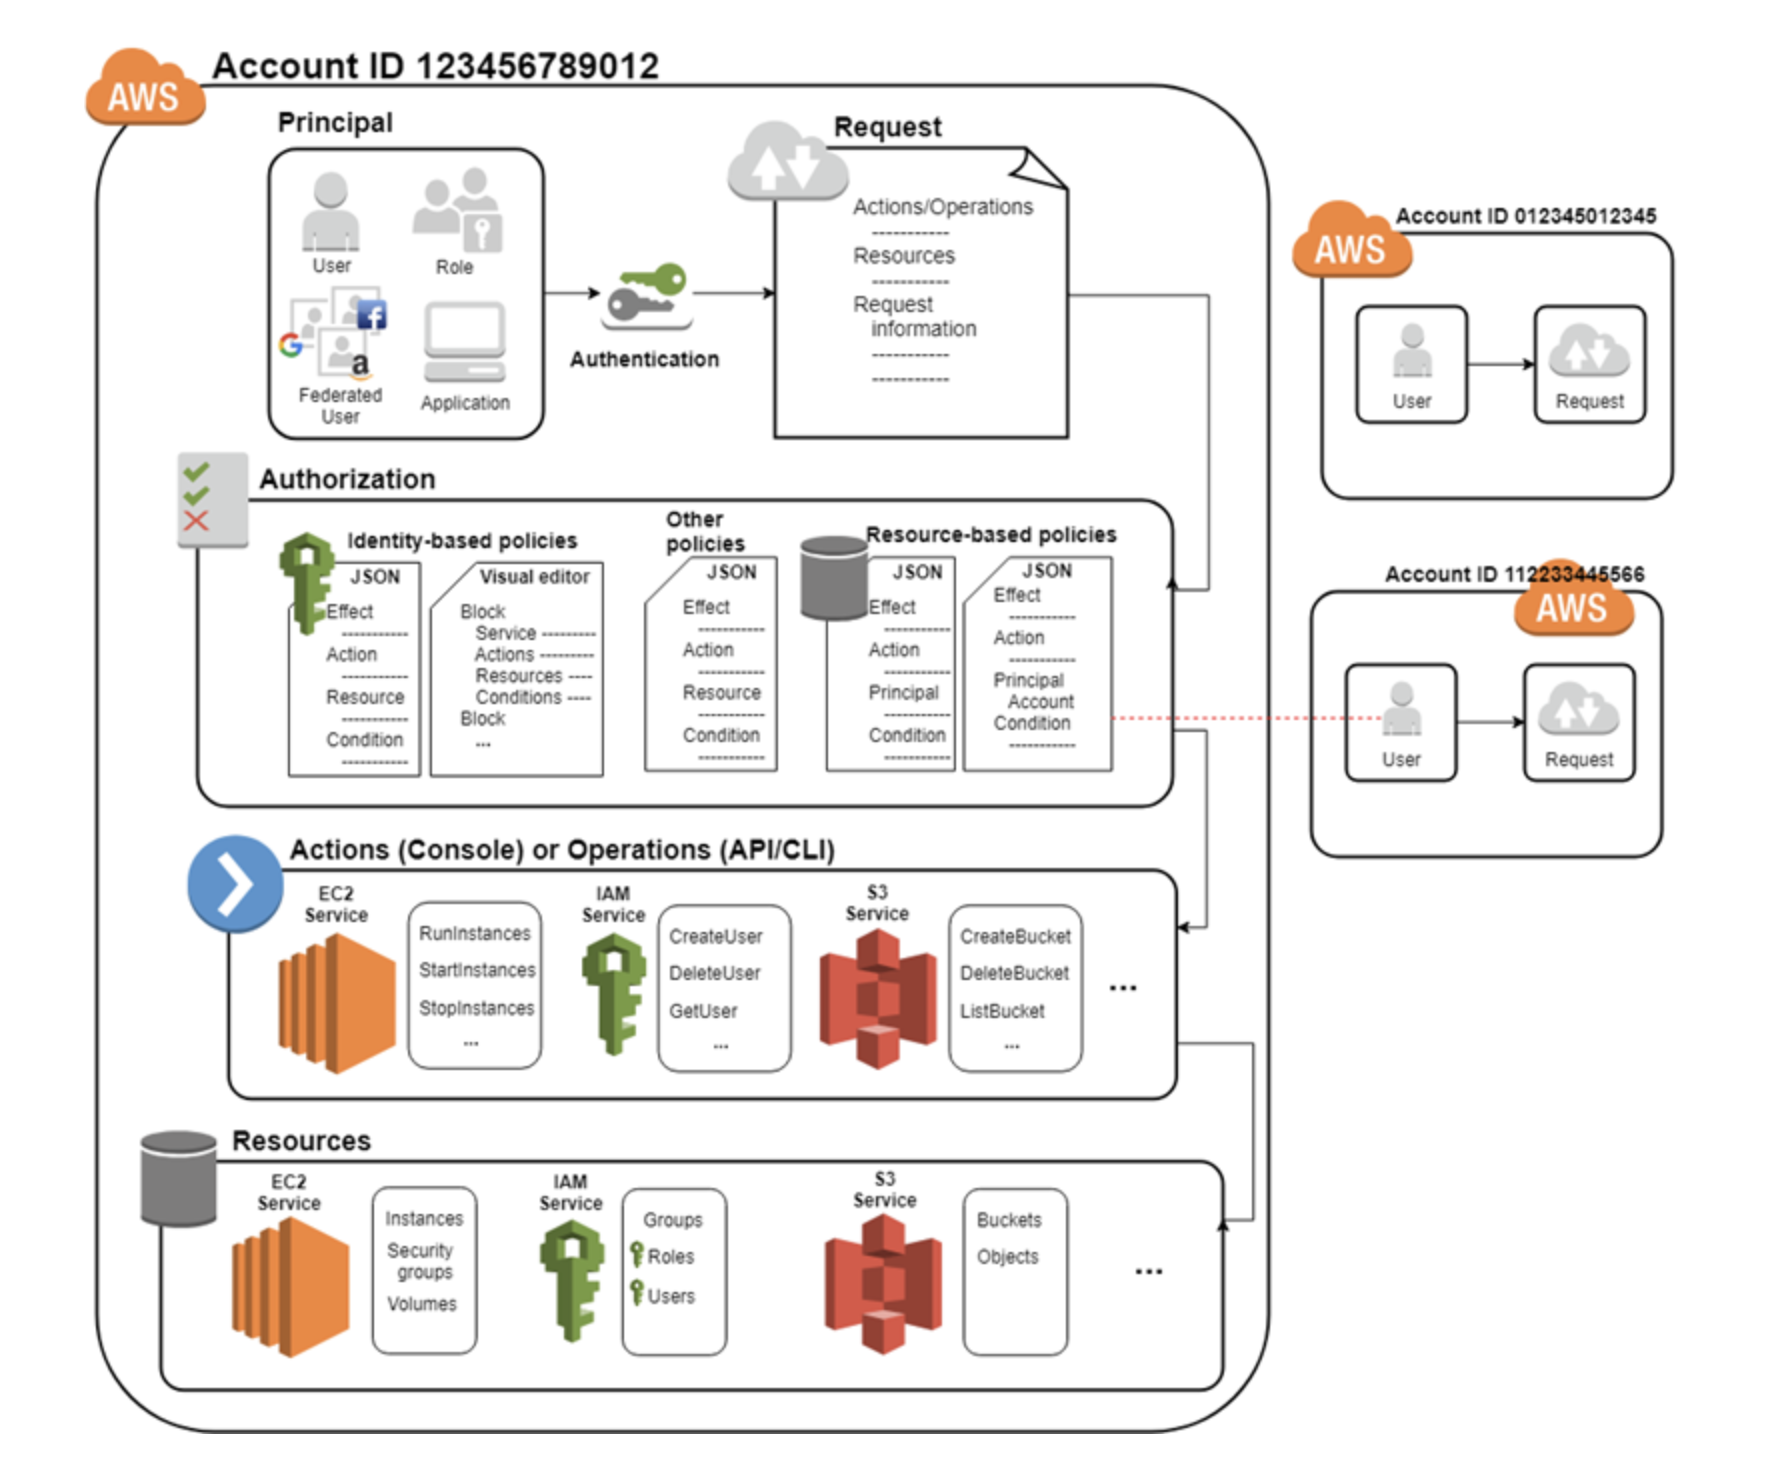 AWS
Account ID 123456789012
Principal
User
Role
Federated
User
Application
a
Authentication
Request
Actions/Operations
-----------
Resources
-----------
Request
information
-----------
-----------
AWS
Account ID 012345012345
User
Request
Authorization
Identity-based policies
JSON
Effect
-----------
Action
-----------
Resource
-----------
Condition
-----------
Visual editor
Block
Service ---------
Actions ---------
Resources ----
Conditions ----
Block
...
Other
policies
JSON
Effect
-----------
Action
-----------
Resource
-----------
Condition
-----------
Resource-based policies
JSON
Effect
-----------
Action
-----------
Principal
-----------
Condition
-----------
JSON
Effect
-----------
Action
-----------
Principal
Account
Condition
-----------
Account ID 112233445566
AWS
User
Request
Actions (Console) or Operations (API/CLI)
EC2
Service
RunInstances
StartInstances
StopInstances
...
IAM
Service
CreateUser
DeleteUser
GetUser
...
S3
Service
CreateBucket
DeleteBucket
ListBucket
...
...
Resources
EC2
Service
Instances
Security
groups
Volumes
IAM
Service
Groups
Roles
Users
S3
Service
Buckets
Objects
...